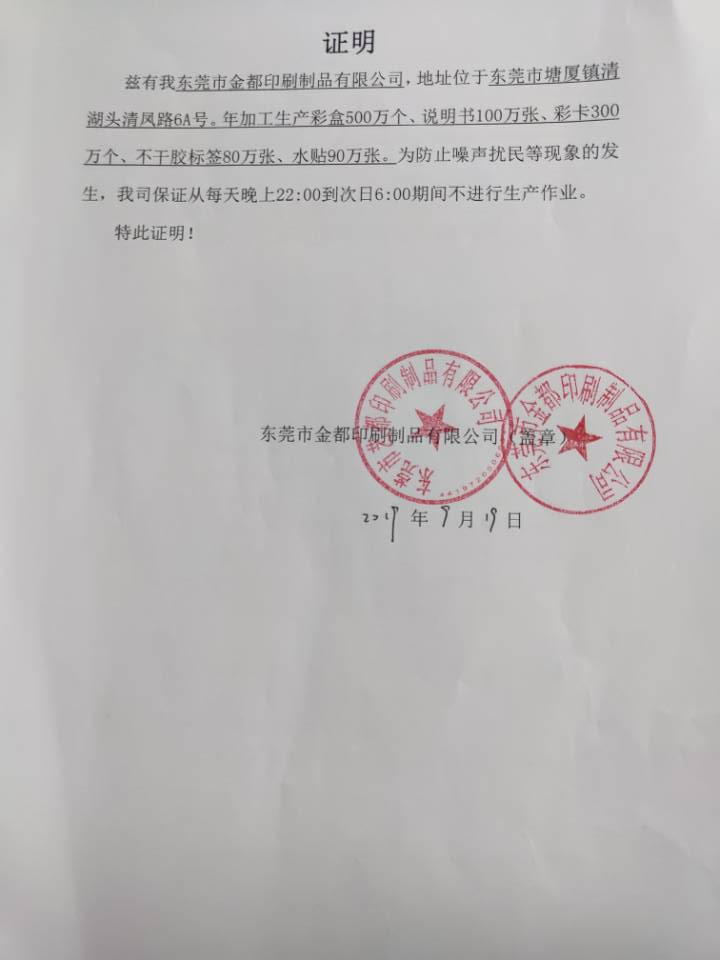 证明
兹有我东莞市金都印刷制品有限公司，地址位于东莞市塘厦镇清
湖头清凤路6A号。年加工生产彩盒500万个、说明书100万张、彩卡300
万个、不干胶标签80万张、水贴90万张。为防止噪声扰民等现象的发
生，我司保证从每天晚上22:00到次日6:00期间不进行生产作业。
特此证明！
东莞市金都印刷制品有限公司（盖章）
东莞市金都印刷制品有限公司
东莞市金都印刷制品有限公司
2019年9月19日